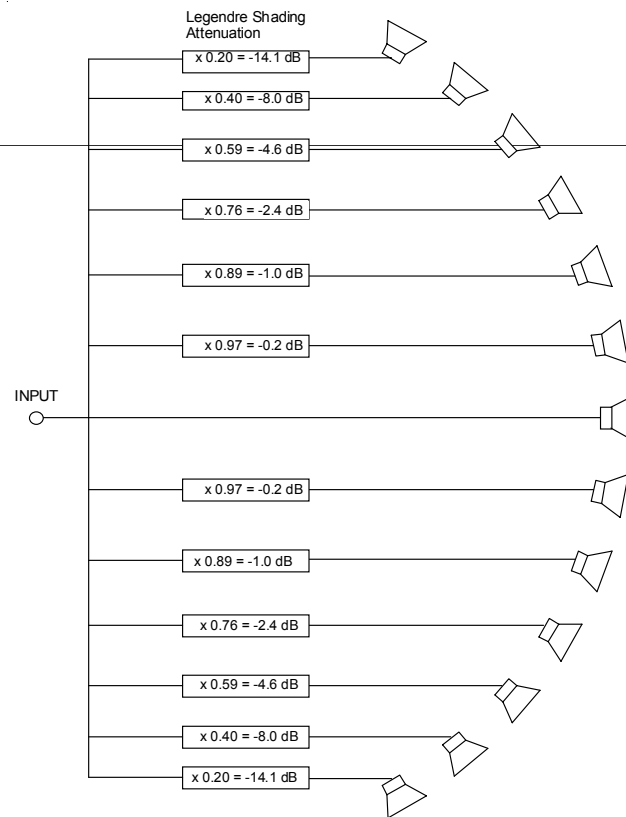 Legendre Shading
Attenuation
x 0.20 = -14.1 dB
x 0.40 = -8.0 dB
x 0.59 = -4.6 dB
x 0.76 = -2.4 dB
x 0.89 = -1.0 dB
x 0.97 = -0.2 dB
INPUT
x 0.97 = -0.2 dB
x 0.89 = -1.0 dB
x 0.76 = -2.4 dB
x 0.59 = -4.6 dB
x 0.40 = -8.0 dB
x 0.20 = -14.1 dB